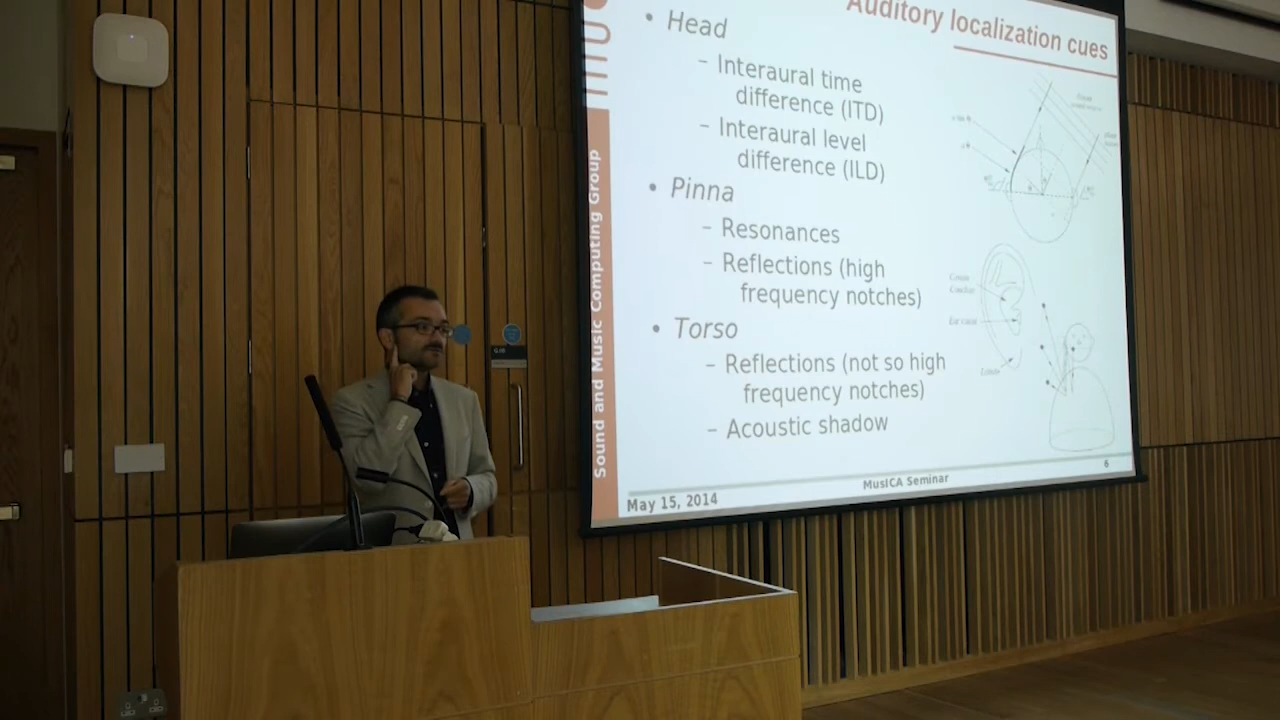 Auditory localization cues
• Head
– Interaural time
difference (ITD)
– Interaural level
difference (ILD)
• Pinna
– Resonances
– Reflections (high
frequency notches)
• Torso
– Reflections (not so high
frequency notches)
– Acoustic shadow
Sound and Music Computing Group
May 15, 2014
MusICA Seminar
6